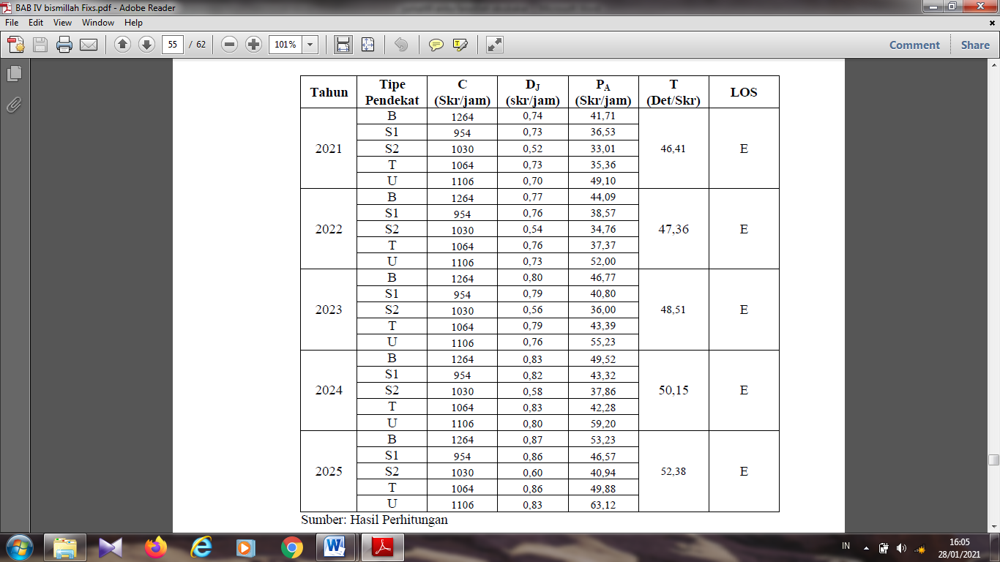 BAB IV bismillah Fixs.pdf - Adobe Reader
File Edit View Window Help
55 / 62 101% Comment Share
Tahun Tipe Pendekat C (Skr/jam) DJ (skr/jam) PA (Skr/jam) T (Det/Skr) LOS
B 1264 0,74 41,71
S1 954 0,73 36,53
2021 S2 1030 0,52 33,01 46,41 E
T 1064 0,73 35,36
U 1106 0,70 49,10
B 1264 0,77 44,09
S1 954 0,76 38,57
2022 S2 1030 0,54 34,76 47,36 E
T 1064 0,76 37,37
U 1106 0,73 52,00
B 1264 0,80 46,77
S1 954 0,79 40,80
2023 S2 1030 0,56 36,00 48,51 E
T 1064 0,79 43,39
U 1106 0,76 55,23
B 1264 0,83 49,52
S1 954 0,82 43,32
2024 S2 1030 0,58 37,86 50,15 E
T 1064 0,83 42,28
U 1106 0,80 59,20
B 1264 0,87 53,23
S1 954 0,86 46,57
2025 S2 1030 0,60 40,94 52,38 E
T 1064 0,86 49,88
U 1106 0,83 63,12
Sumber: Hasil Perhitungan
IN 16:05
28/01/2021